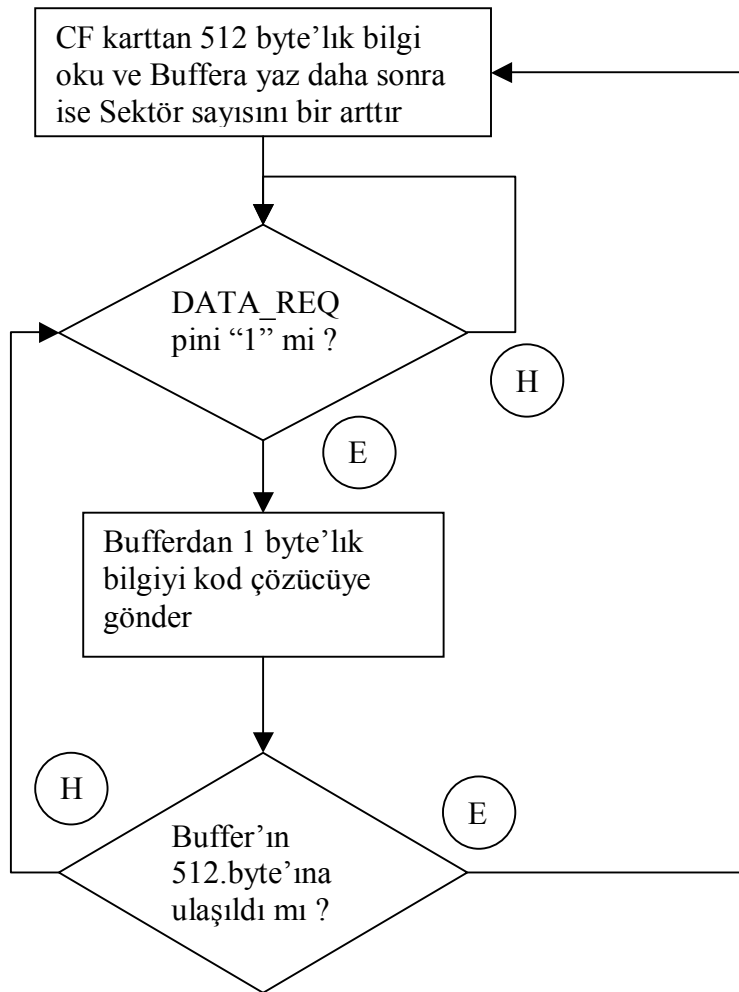 CF karttan 512 byte’lık bilgi
oku ve Buffera yaz daha sonra
ise Sektör sayısını bir arttır
DATA_REQ
pini “1” mi ?
H
E
Bufferdan 1 byte’lık
bilgiyi kod çözücüye
gönder
H
E
Buffer’ın
512.byte’ına
ulaşıldı mı ?